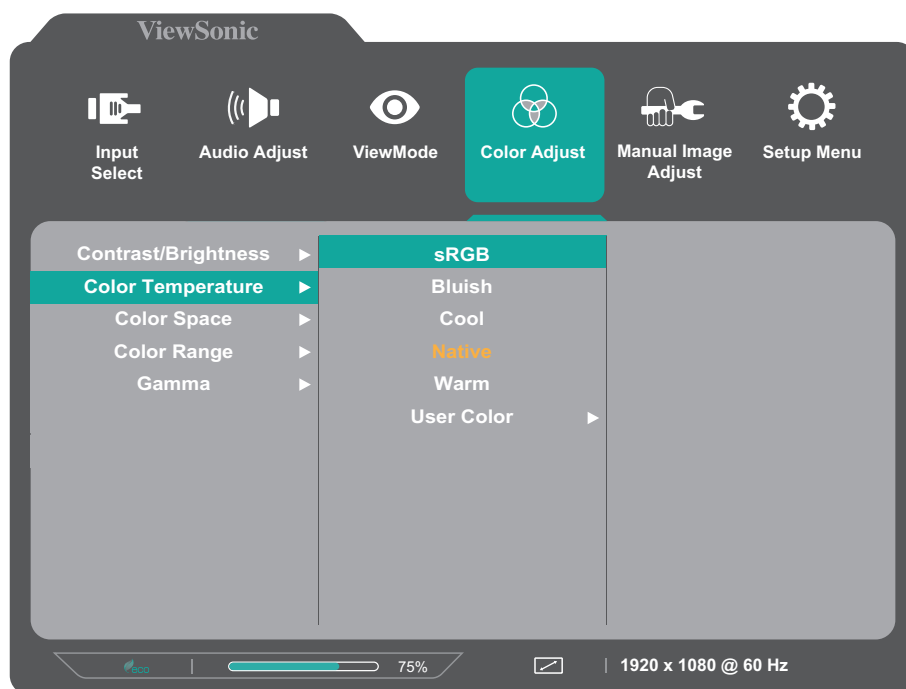 ViewSonic
Input Select
Audio Adjust
ViewMode
Color Adjust
Manual Image Adjust
Setup Menu
Contrast/Brightness
Color Temperature
Color Space
Color Range
Gamma
sRGB
Bluish
Cool
Native
Warm
User Color
eco
75%
1920 x 1080 @ 60 Hz